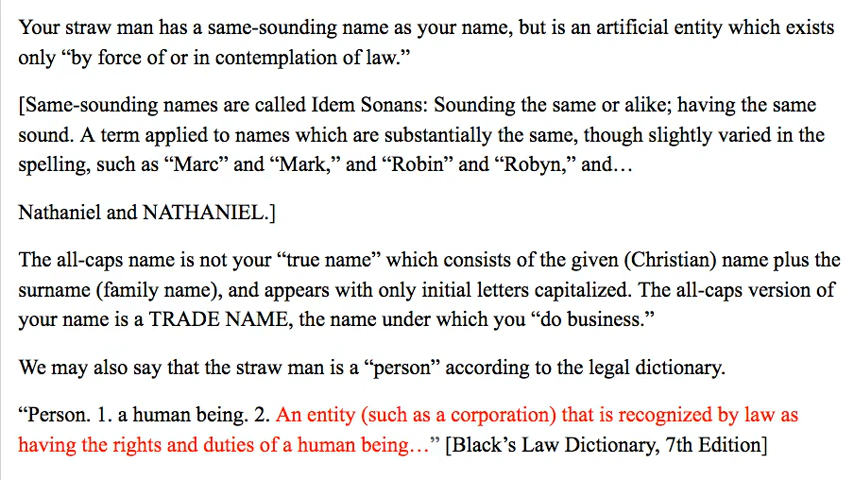 Your straw man has a same-sounding name as your name, but is an artificial entity which exists
only “by force of or in contemplation of law.”
[Same-sounding names are called Idem Sonans: Sounding the same or alike; having the same
sound. A term applied to names which are substantially the same, though slightly varied in the
spelling, such as “Marc” and “Mark,” and “Robin” and “Robyn,” and…
Nathaniel and NATHANIEL.]
The all-caps name is not your “true name” which consists of the given (Christian) name plus the
surname (family name), and appears with only initial letters capitalized. The all-caps version of
your name is a TRADE NAME, the name under which you “do business.”
We may also say that the straw man is a “person” according to the legal dictionary.
“Person. 1. a human being. 2. An entity (such as a corporation) that is recognized by law as
having the rights and duties of a human being…” [Black’s Law Dictionary, 7th Edition]